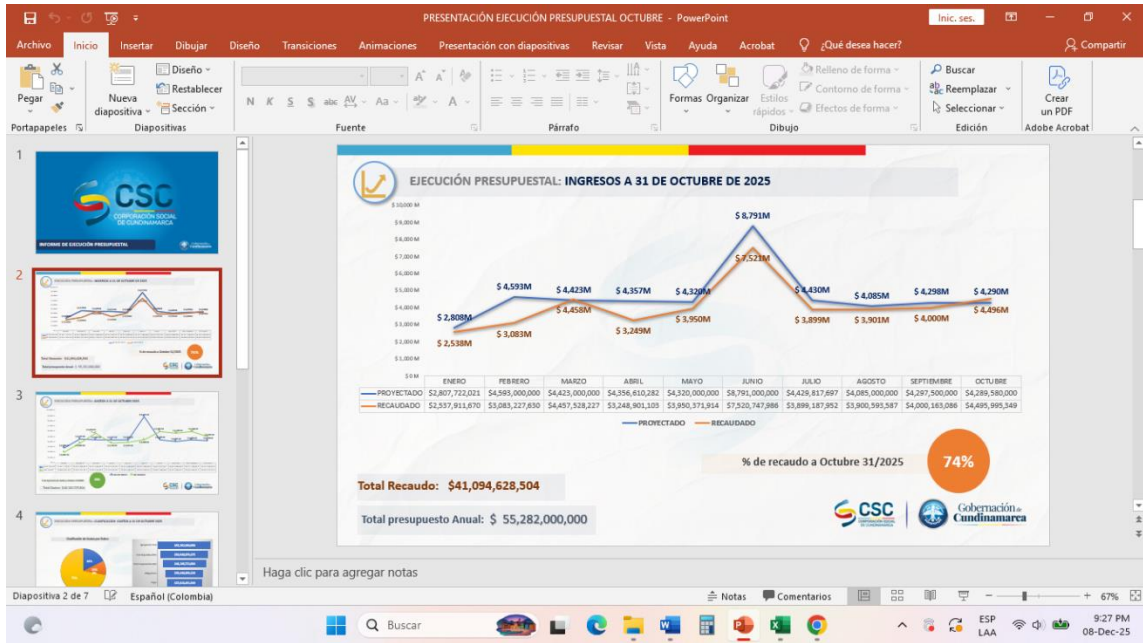 PRESENTACIÓN EJECUCIÓN PRESUPUESTAL OCTUBRE - PowerPoint
Inic. ses.
Archivo Inicio Insertar Dibujar Diseño Transiciones Animaciones Presentación con diapositivas Revisar Vista Ayuda Acrobat ¿Qué desea hacer? Compartir
Pegar
Nueva diapositiva
Diseño
Restablecer
Sección
N K S S abc AV Aa A
Formas Organizar Estilos rápidos
Relleno de forma
Contorno de forma
Efectos de forma
Buscar
Reemplazar
Seleccionar
Crear un PDF
Portapapeles Diapositivas Fuente Párrafo Dibujo Edición Adobe Acrobat
1
CSC
CORPORACIÓN SOCIAL
DE CUNDINAMARCA
INFORME DE EJECUCIÓN PRESUPUESTAL
2
3
4
EJECUCIÓN PRESUPUESTAL: INGRESOS A 31 DE OCTUBRE DE 2025
$ 10,000 M
$ 9,000 M
$ 8,000 M
$ 7,000 M
$ 6,000 M
$ 5,000 M
$ 4,000 M
$ 3,000 M
$ 2,000 M
$ 1,000 M
$ 0 M
$ 2,808M $ 4,593M $ 4,423M $ 4,357M $ 4,320M $ 8,791M $ 4,430M $ 4,085M $ 4,298M $ 4,290M
$ 2,538M $ 3,083M $ 4,458M $ 3,249M $ 3,950M $ 7,521M $ 3,899M $ 3,901M $ 4,000M $ 4,496M
ENERO FEBRERO MARZO ABRIL MAYO JUNIO JULIO AGOSTO SEPTIEMBRE OCTUBRE
PROYECTADO $2,807,722,021 $4,593,000,000 $4,423,000,000 $4,356,610,282 $4,320,000,000 $8,791,000,000 $4,429,817,697 $4,085,000,000 $4,297,500,000 $4,289,580,000
RECAUDADO $2,537,911,670 $3,083,227,630 $4,457,528,227 $3,248,901,105 $3,950,371,914 $7,520,747,986 $3,899,187,952 $3,900,593,587 $4,000,163,086 $4,495,995,349
PROYECTADO RECAUDADO
% de recaudo a Octubre 31/2025
74%
Total Recaudo: $41,094,628,504
Total presupuesto Anual: $ 55,282,000,000
CSC
CORPORACIÓN SOCIAL
DE CUNDINAMARCA
Gobernación de
Cundinamarca
Haga clic para agregar notas
Diapositiva 2 de 7 Español (Colombia) Notas Comentarios 67%
Buscar
ESP
LAA
9:27 PM
08-Dec-25